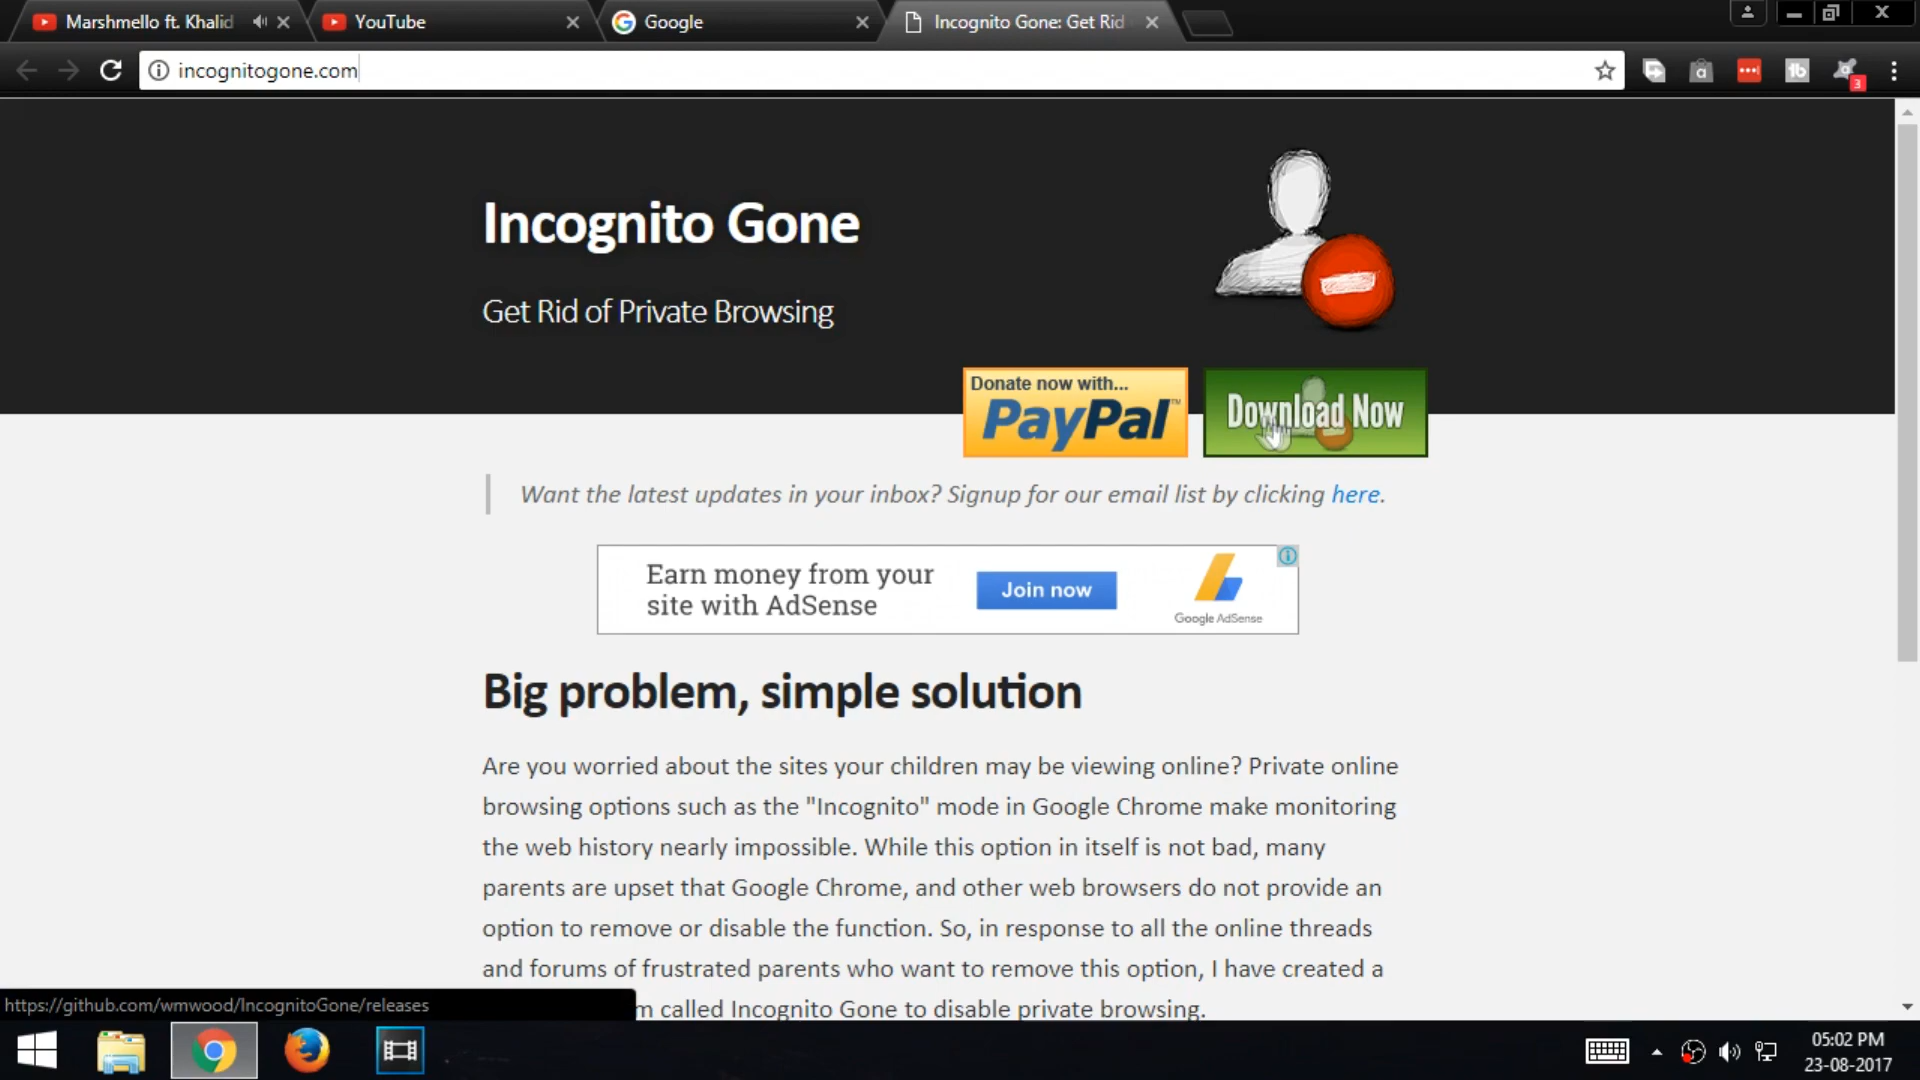 Marshmello ft. Khalid
YouTube
Google
Incognito Gone: Get Rid
incognitogone.com
a
tb
3
Incognito Gone
Get Rid of Private Browsing
Donate now with...
PayPal™
Download Now
Want the latest updates in your inbox? Signup for our email list by clicking here.
Earn money from your
site with AdSense
Join now
Google AdSense
Big problem, simple solution
Are you worried about the sites your children may be viewing online? Private online
browsing options such as the "Incognito" mode in Google Chrome make monitoring
the web history nearly impossible. While this option in itself is not bad, many
parents are upset that Google Chrome, and other web browsers do not provide an
option to remove or disable the function. So, in response to all the online threads
and forums of frustrated parents who want to remove this option, I have created a
m called Incognito Gone to disable private browsing.
https://github.com/wmwood/IncognitoGone/releases
05:02 PM
23-08-2017